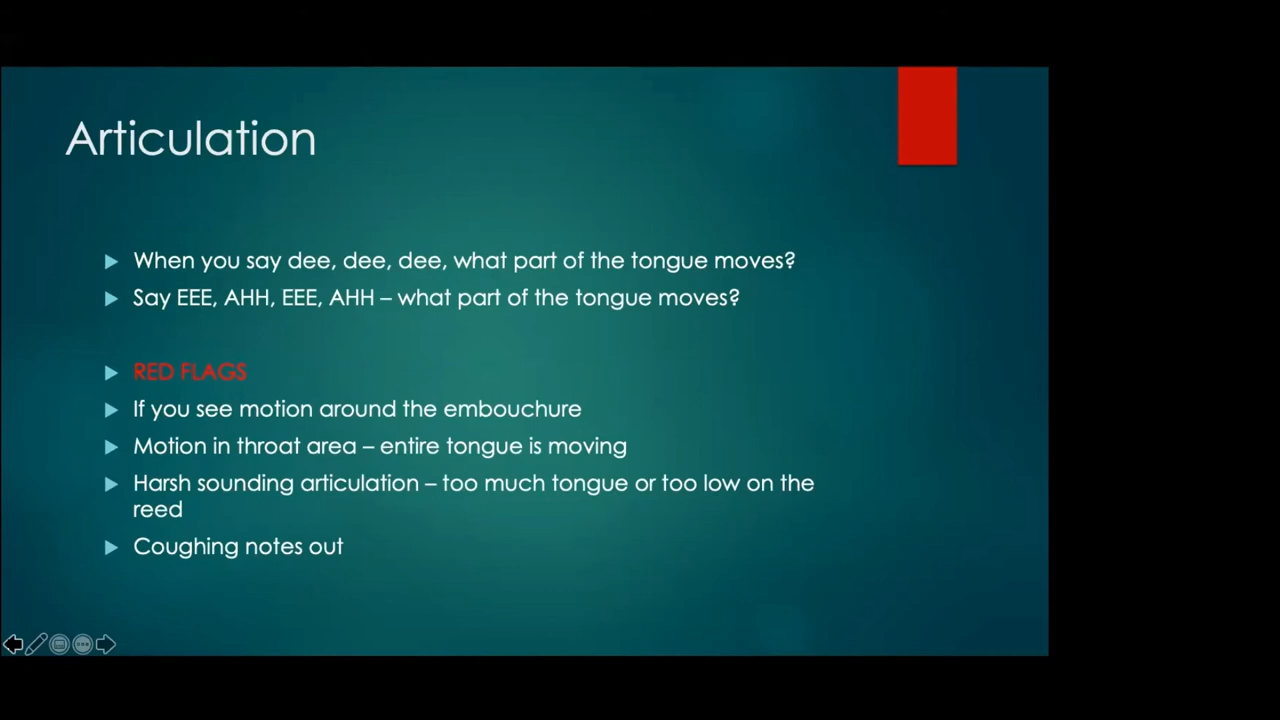 Articulation
When you say dee, dee, dee, what part of the tongue moves?
Say EEE, AHH, EEE, AHH – what part of the tongue moves?
RED FLAGS
If you see motion around the embouchure
Motion in throat area – entire tongue is moving
Harsh sounding articulation – too much tongue or too low on the
reed
Coughing notes out